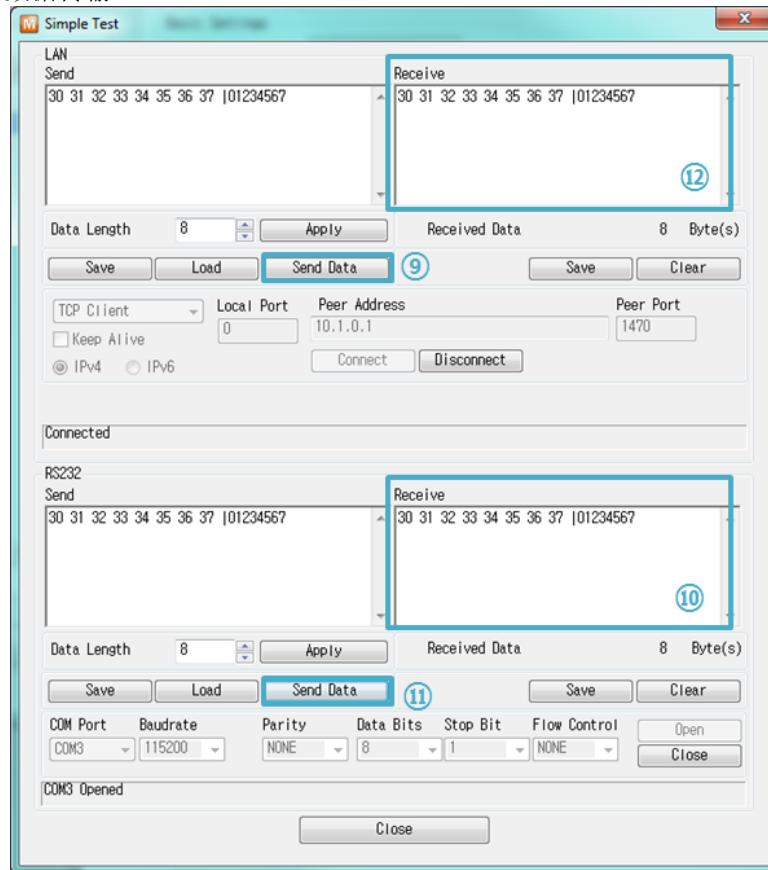 Simple Test
LAN
Send
Receive
30 31 32 33 34 35 36 37 |01234567
30 31 32 33 34 35 36 37 |01234567
⑫
Data Length 8 Apply Received Data 8 Byte(s)
Save Load Send Data ⑨ Save Clear
TCP Client Local Port Peer Address Peer Port
0 10.1.0.1 1470
Keep Alive
IPv4 IPv6 Connect Disconnect
Connected
RS232
Send
Receive
30 31 32 33 34 35 36 37 |01234567
30 31 32 33 34 35 36 37 |01234567
⑩
Data Length 8 Apply Received Data 8 Byte(s)
Save Load Send Data ⑪ Save Clear
COM Port Baudrate Parity Data Bits Stop Bit Flow Control Open
COM3 115200 NONE 8 1 NONE Close
COM3 Opened
Close